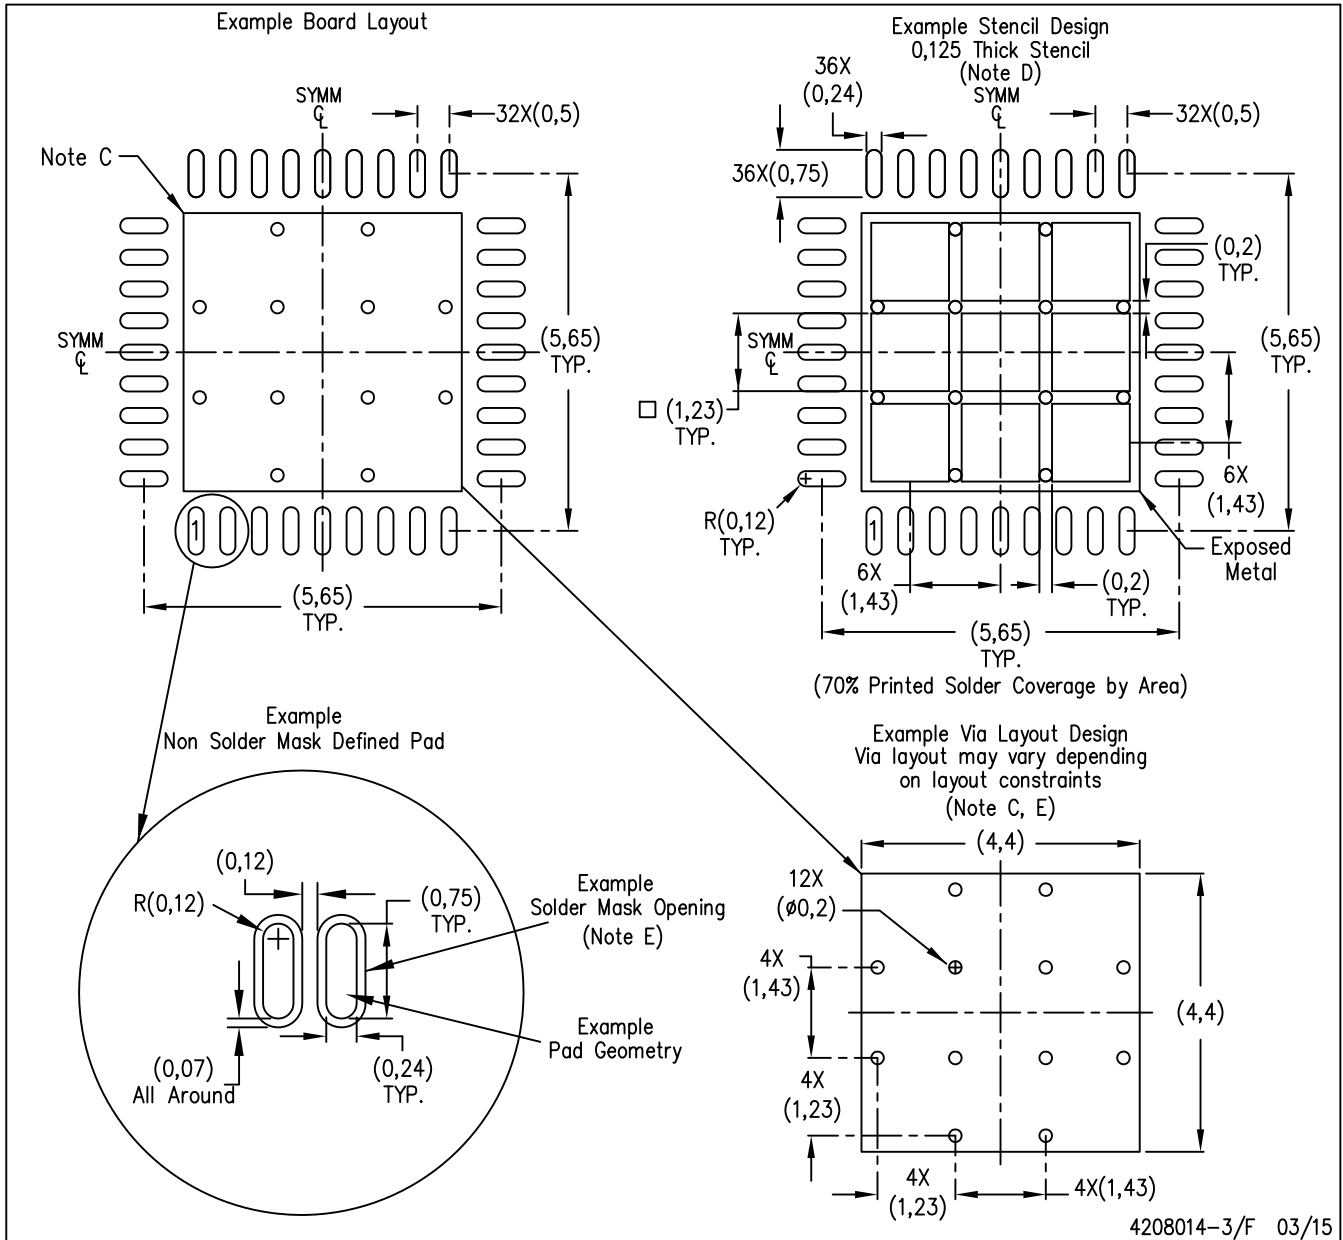 Example Board Layout
SYMM
℄
32X(0,5)
Note C
SYMM
℄
(5,65)
TYP.
1
(5,65)
TYP.
Example Stencil Design
0,125 Thick Stencil
(Note D)
36X
(0,24)
SYMM
℄
32X(0,5)
36X(0,75)
(0,2)
TYP.
SYMM
℄
(5,65)
TYP.
□ (1,23)
TYP.
6X
(1,43)
R(0,12)
TYP.
1
Exposed
Metal
6X
(1,43)
(0,2)
TYP.
(5,65)
TYP.
(70% Printed Solder Coverage by Area)
Example
Non Solder Mask Defined Pad
(0,12)
R(0,12)
(0,75)
TYP.
Example
Solder Mask Opening
(Note E)
Example
Pad Geometry
(0,07)
All Around
(0,24)
TYP.
Example Via Layout Design
Via layout may vary depending
on layout constraints
(Note C, E)
(4,4)
12X
(ø0,2)
4X
(1,43)
(4,4)
4X
(1,23)
4X
(1,23)
4X(1,43)
4208014-3/F 03/15